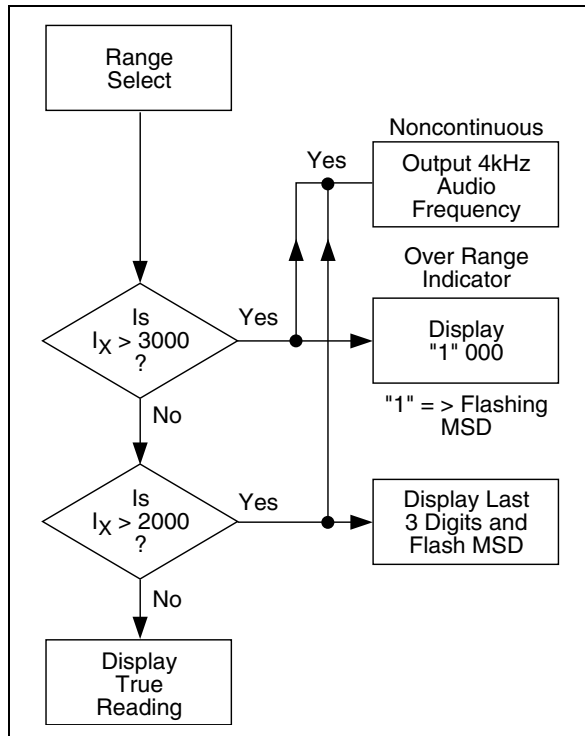 Range
Select
Noncontinuous
Yes
Output 4kHz
Audio
Frequency
Over Range
Indicator
Is
IX > 3000
?
Yes
Display
"1" 000
"1" = > Flashing
MSD
No
Is
IX > 2000
?
Yes
Display Last
3 Digits and
Flash MSD
No
Display
True
Reading